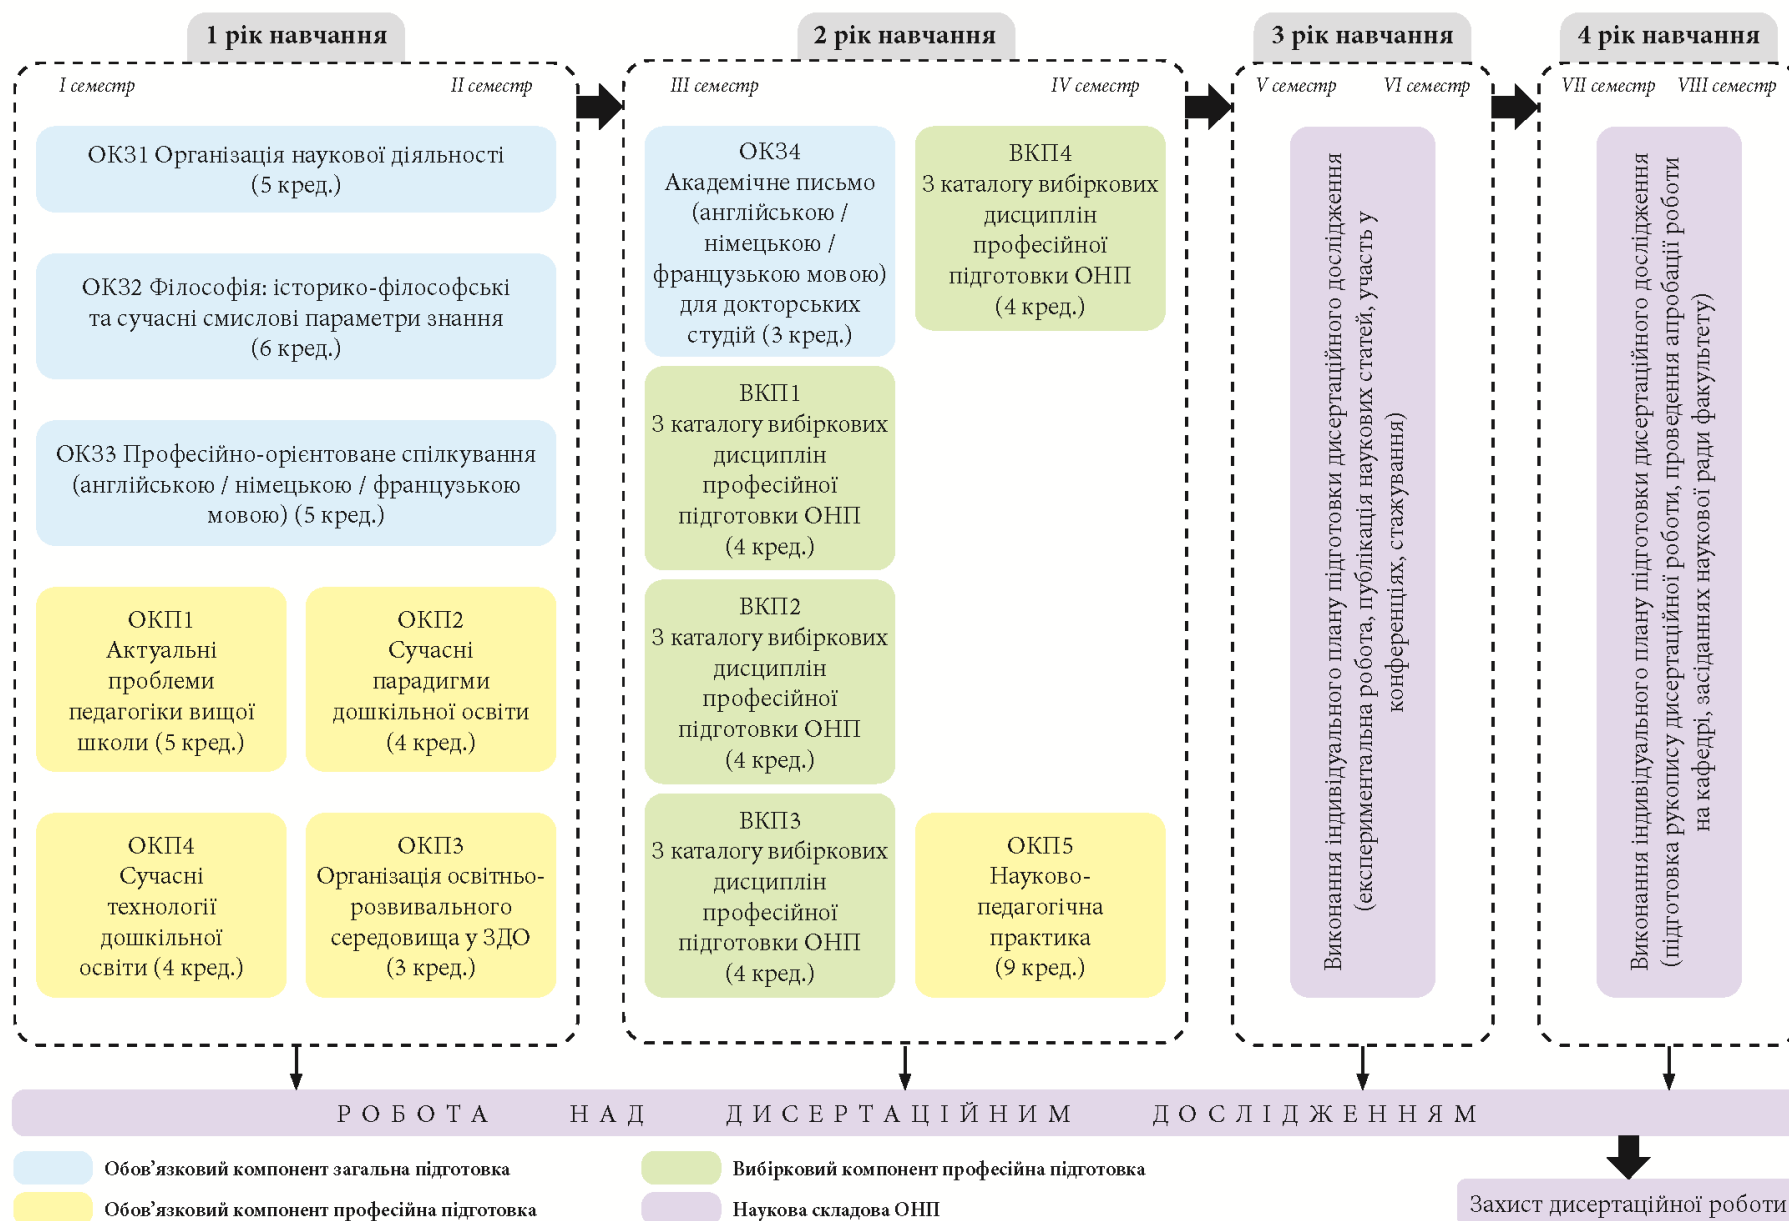 1 рік навчання
I семестр
II семестр
ОКЗ1 Організація наукової діяльності
(5 кред.)
ОКЗ2 Філософія: історико-філософські
та сучасні смислові параметри знання
(6 кред.)
ОКЗ3 Професійно-орієнтоване спілкування
(англійською / німецькою / французькою
мовою) (5 кред.)
ОКП1
Актуальні
проблеми
педагогіки вищої
школи (5 кред.)
ОКП2
Сучасні
парадигми
дошкільної освіти
(4 кред.)
ОКП4
Сучасні
технології
дошкільної
освіти (4 кред.)
ОКП3
Організація освітньо-
розвивального
середовища у ЗДО
(3 кред.)
2 рік навчання
III семестр
IV семестр
ОКЗ4
Академічне письмо
(англійською /
німецькою /
французькою мовою)
для докторських
студій (3 кред.)
ВКП4
З каталогу вибіркових
дисциплін
професійної
підготовки ОНП
(4 кред.)
ВКП1
З каталогу вибіркових
дисциплін
професійної
підготовки ОНП
(4 кред.)
ВКП2
З каталогу вибіркових
дисциплін
професійної
підготовки ОНП
(4 кред.)
ВКП3
З каталогу вибіркових
дисциплін
професійної
підготовки ОНП
(4 кред.)
ОКП5
Науково-
педагогічна
практика
(9 кред.)
3 рік навчання
V семестр
VI семестр
Виконання індивідуального плану підготовки дисертаційного дослідження
(експериментальна робота, публікація наукових статей, участь у
конференціях, стажування)
4 рік навчання
VII семестр
VIII семестр
Виконання індивідуального плану підготовки дисертаційного дослідження
(підготовка рукопису дисертаційної роботи, проведення апробації роботи
на кафедрі, засіданнях наукової ради факультету)
РОБОТА НАД ДИСЕРТАЦІЙНИМ ДОСЛІДЖЕННЯМ
Обов’язковий компонент загальна підготовка
Обов’язковий компонент професійна підготовка
Вибірковий компонент професійна підготовка
Наукова складова ОНП
Захист дисертаційної роботи